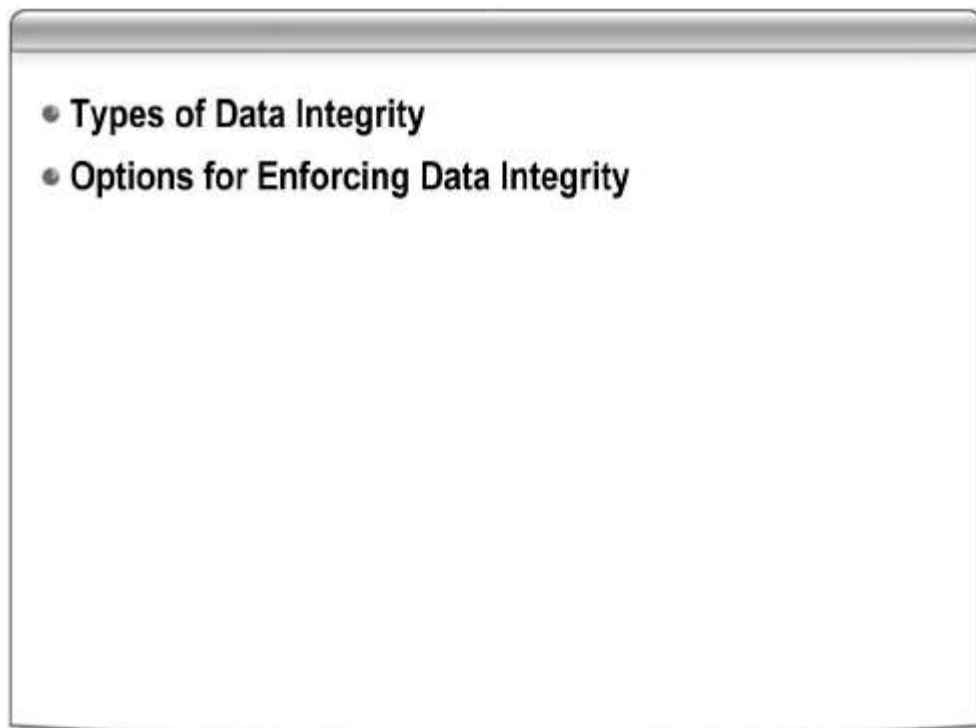 Types of Data Integrity
Options for Enforcing Data Integrity